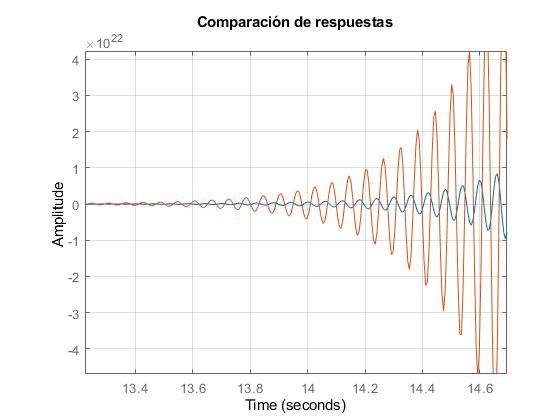 Comparación de respuestas
×10^22
4
3
2
1
0
-1
-2
-3
-4
Amplitude
13.4 13.6 13.8 14 14.2 14.4 14.6
Time (seconds)